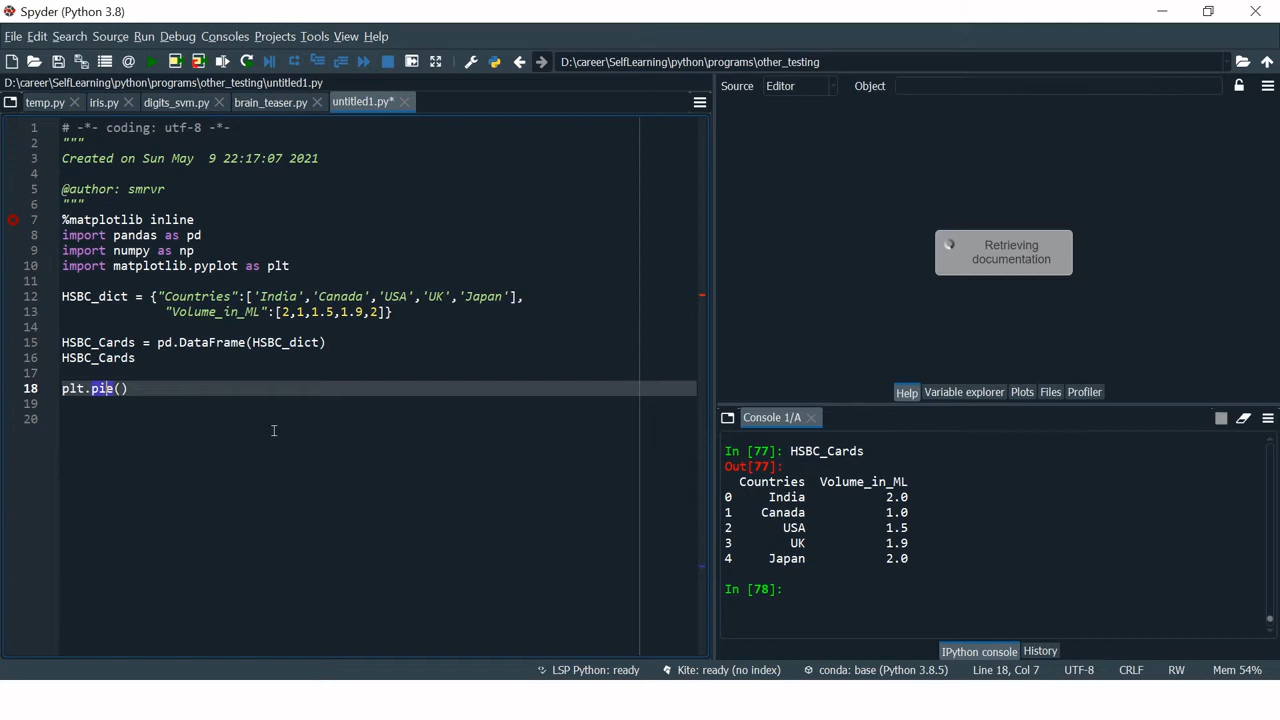 Spyder (Python 3.8)
File Edit Search Source Run Debug Consoles Projects Tools View Help
D:\career\SelfLearning\python\programs\other_testing
D:\career\SelfLearning\python\programs\other_testing\untitled1.py
temp.py iris.py digits_svm.py brain_teaser.py untitled1.py*
Source Editor Object
1 # -*- coding: utf-8 -*-
2 """
3 Created on Sun May  9 22:17:07 2021
4
5 @author: smrvr
6 """
7 %matplotlib inline
8 import pandas as pd
9 import numpy as np
10 import matplotlib.pyplot as plt
11
12 HSBC_dict = {"Countries":['India','Canada','USA','UK','Japan'],
13 "Volume_in_ML":[2,1,1.5,1.9,2]}
14
15 HSBC_Cards = pd.DataFrame(HSBC_dict)
16 HSBC_Cards
17
18 plt.pie()
19
20
Retrieving
documentation
Help Variable explorer Plots Files Profiler
Console 1/A
In [77]: HSBC_Cards
Out[77]:
Countries Volume_in_ML
0 India 2.0
1 Canada 1.0
2 USA 1.5
3 UK 1.9
4 Japan 2.0
In [78]:
IPython console History
LSP Python: ready Kite: ready (no index) conda: base (Python 3.8.5) Line 18, Col 7 UTF-8 CRLF RW Mem 54%